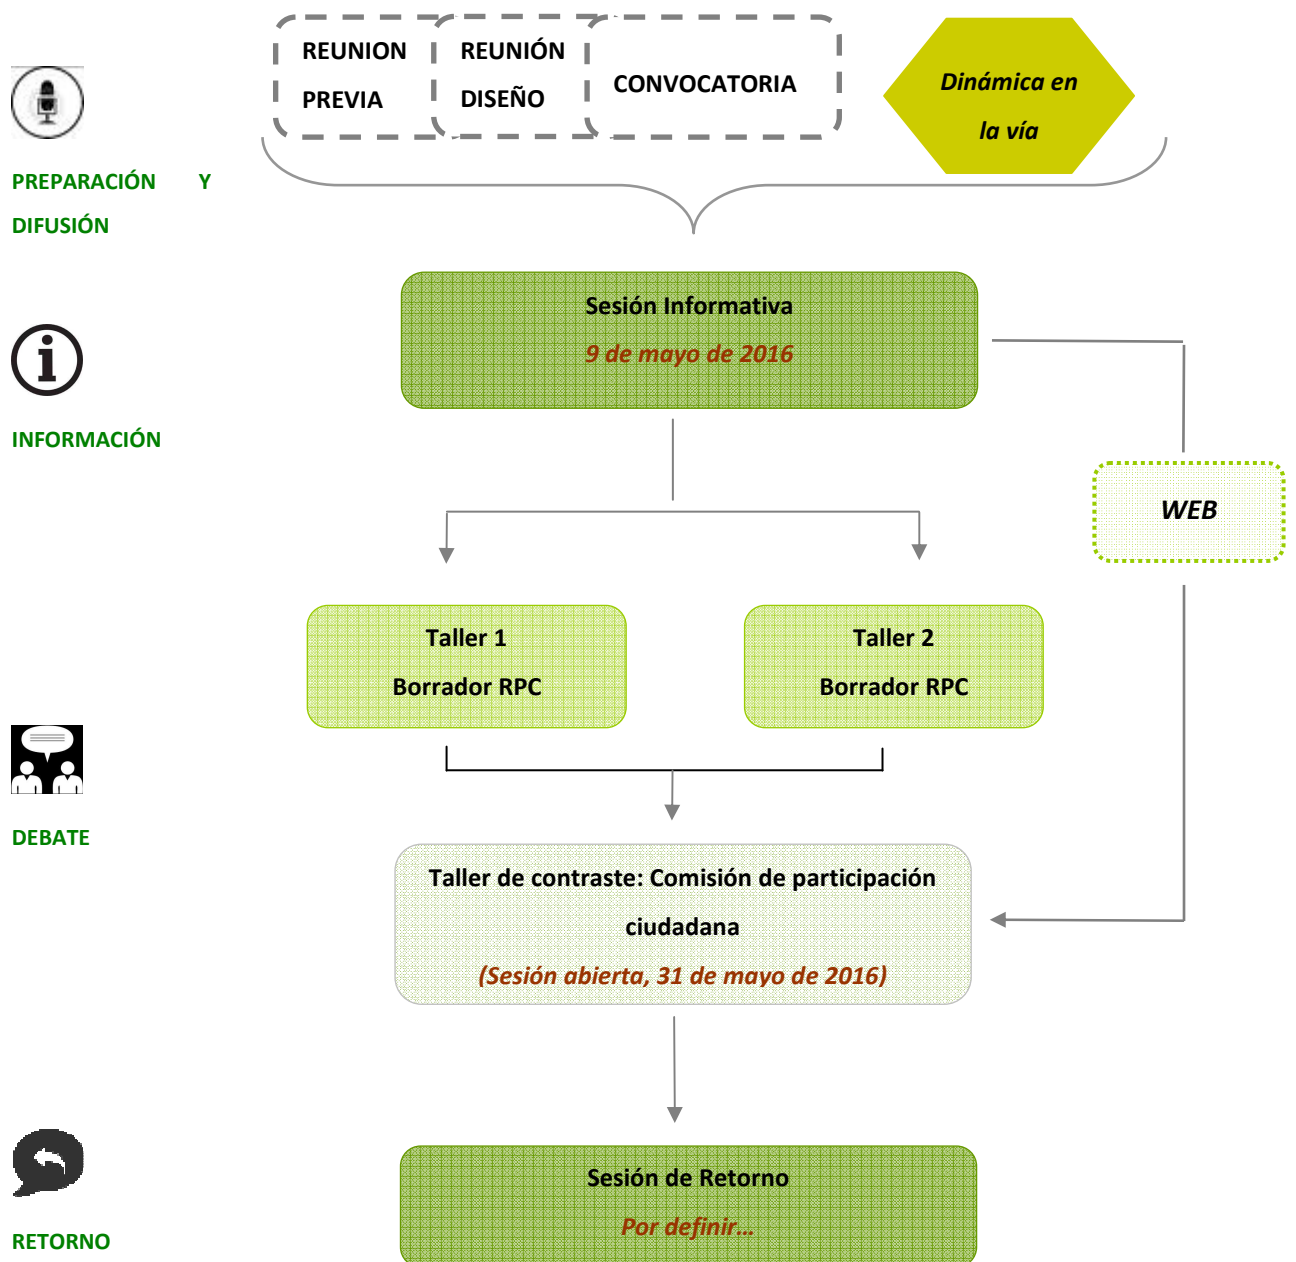 REUNION
PREVIA
REUNIÓN
DISEÑO
CONVOCATORIA
Dinámica en
la vía
PREPARACIÓN Y
DIFUSIÓN
Sesión Informativa
9 de mayo de 2016
INFORMACIÓN
WEB
Taller 1
Borrador RPC
Taller 2
Borrador RPC
DEBATE
Taller de contraste: Comisión de participación
ciudadana
(Sesión abierta, 31 de mayo de 2016)
Sesión de Retorno
Por definir...
RETORNO